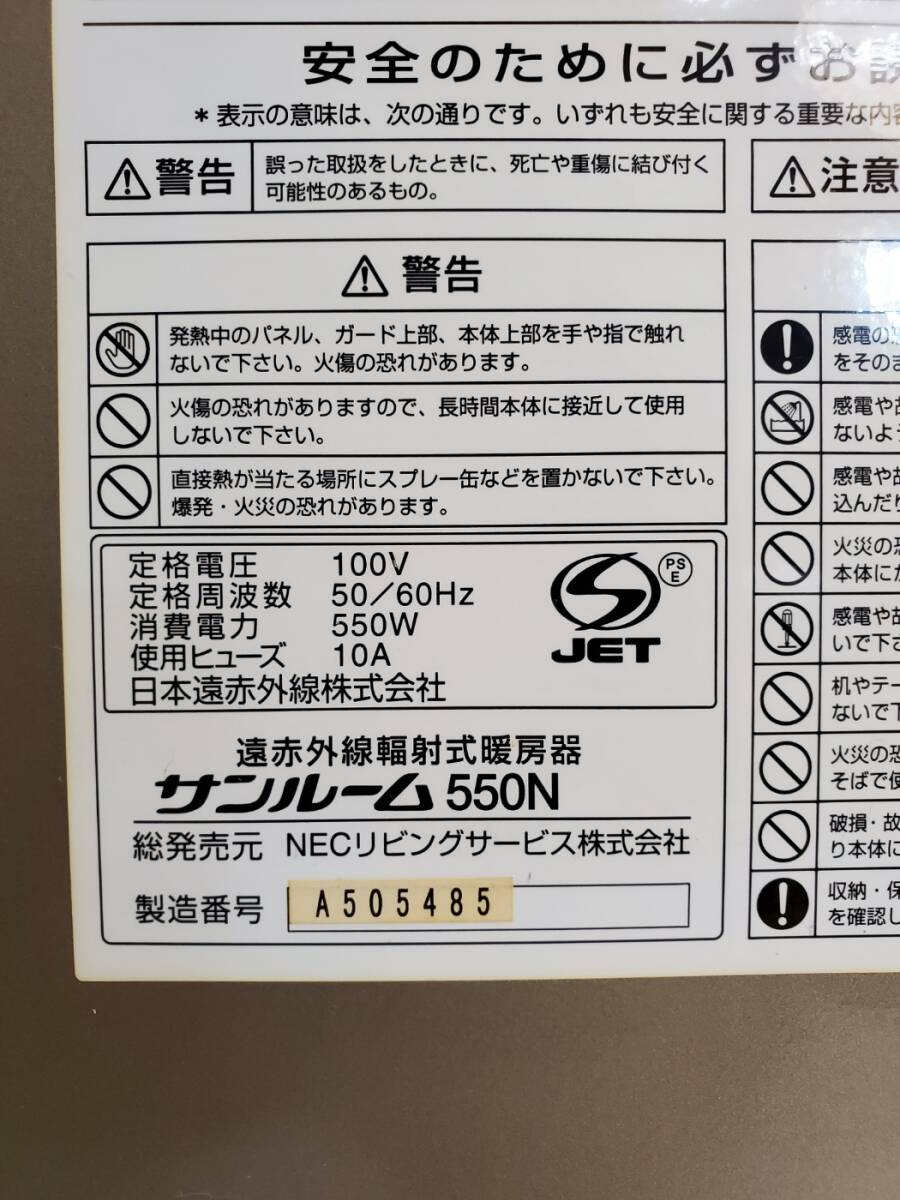 安全のために必ずお読
＊表示の意味は、次の通りです。いずれも安全に関する重要な内容
警告
誤った取扱をしたときに、死亡や重傷に結び付く
可能性のあるもの。
注意
警告
発熱中のパネル、ガード上部、本体上部を手や指で触れ
ないで下さい。火傷の恐れがあります。
火傷の恐れがありますので、長時間本体に接近して使用
しないで下さい。
直接熱が当たる場所にスプレー缶などを置かないで下さい。
爆発・火災の恐れがあります。
定格電圧 100V
定格周波数 50／60Hz
消費電力 550W
使用ヒューズ 10A
日本遠赤外線株式会社
PS
E
JET
遠赤外線輻射式暖房器
サンルーム 550N
総発売元 NECリビングサービス株式会社
製造番号 A505485
感電の
をそのま
感電や故
ないよう
感電や故
込んだり
火災の恐
本体にか
感電や故
いで下さ
机やテー
ないで下
火災の恐
そばで使
破損・故
り本体に
収納・保
を確認し